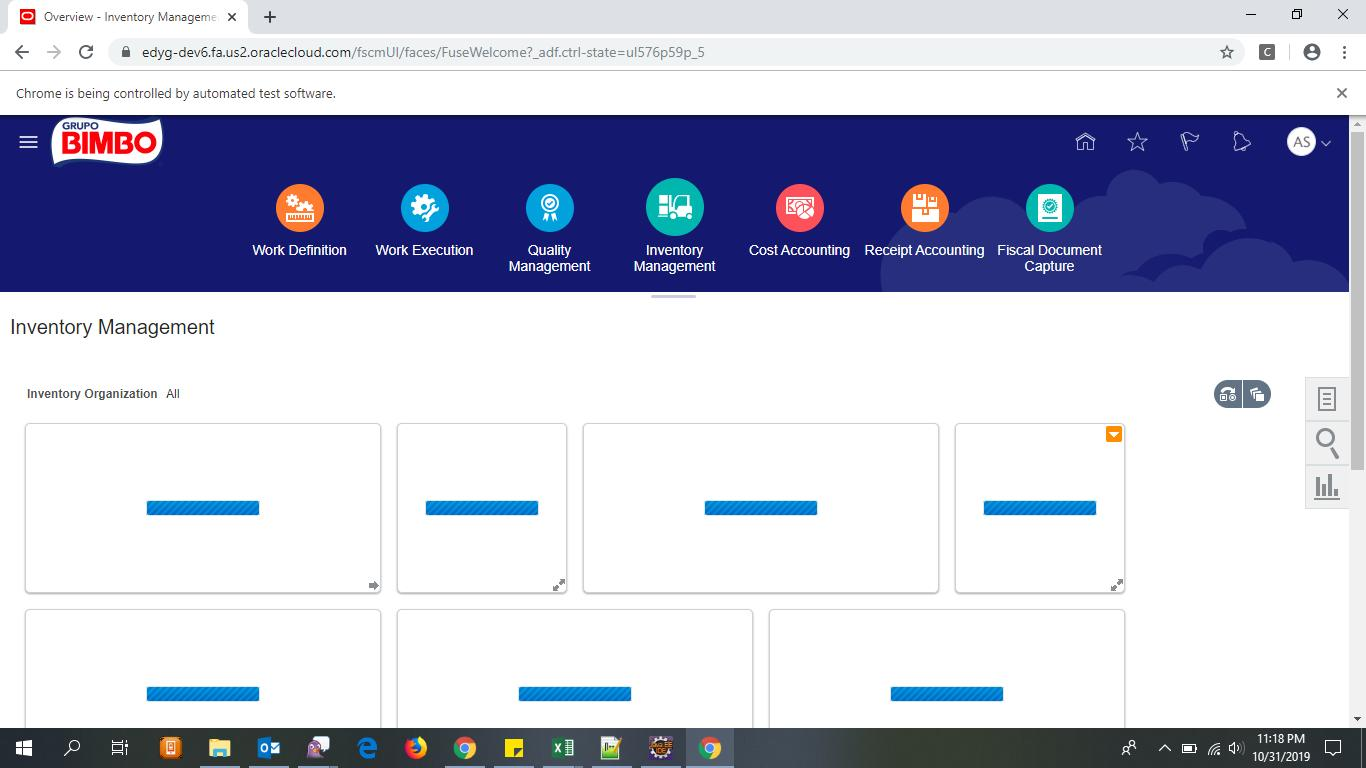 Overview - Inventory Manageme
edyg-dev6.fa.us2.oraclecloud.com/fscmUI/faces/FuseWelcome?_adf.ctrl-state=ul576p59p_5
C
Chrome is being controlled by automated test software.
GRUPO
BIMBO
AS
Work Definition
Work Execution
Quality
Management
Inventory
Management
Cost Accounting
Receipt Accounting
Fiscal Document
Capture
Inventory Management
Inventory Organization All
11:18 PM
10/31/2019